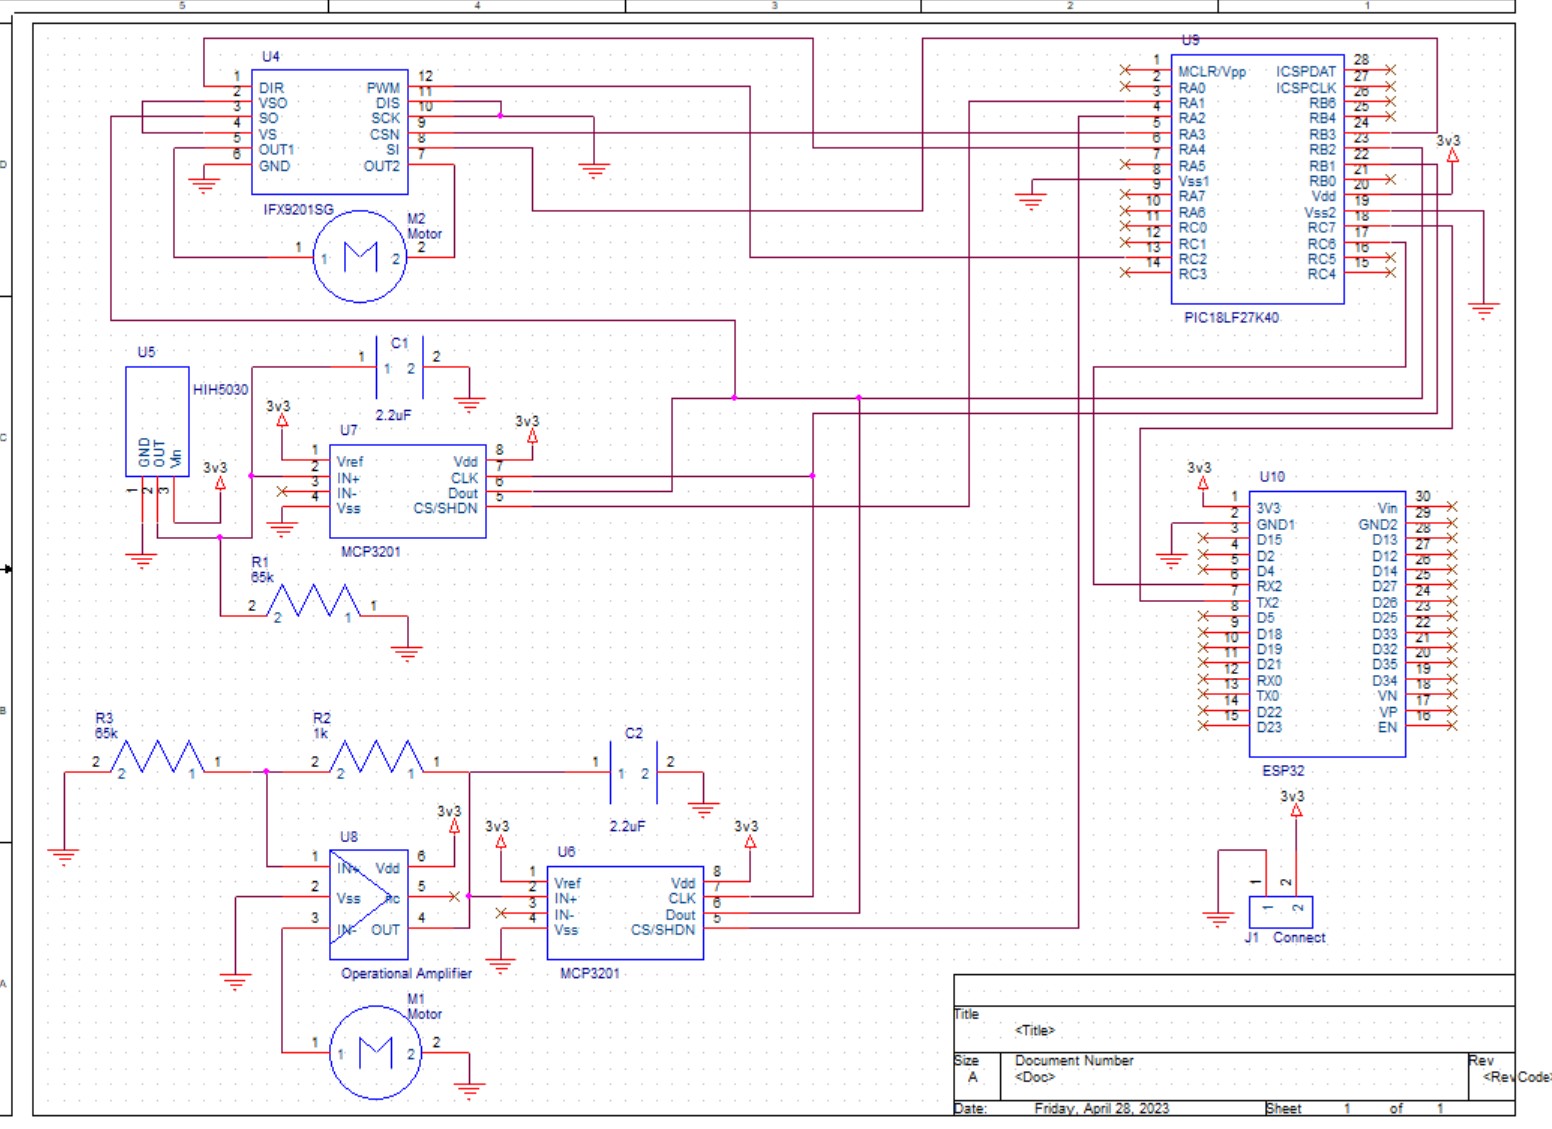 5 4 3 2 1
D
C
B
A
U4
1 DIR PWM 12
2 VSO DIS 11
3 SO SCK 10
4 VS CSN 9
5 OUT1 SI 8
6 GND OUT2 7
IFX9201SG
M2
Motor
1 1 M 2 2
U9
1 MCLR/Vpp ICSPDAT 28
2 RA0 ICSPCLK 27
3 RA1 RB6 26
4 RA2 RB4 25
5 RA3 RB3 24
6 RA4 RB2 23
7 RA5 RB1 22
8 Vss1 RB0 21
9 RA7 Vdd 20
10 RA6 Vss2 19
11 RC0 RC7 18
12 RC1 RC6 17
13 RC2 RC5 16
14 RC3 RC4 15
PIC18LF27K40
3v3
U5
HIH5030
GND
OUT
Vin
1 2 3
3v3
C1
1 1 2 2
2.2uF
3v3
3v3
U7
1 Vref Vdd 8
2 IN+ CLK 7
3 IN- Dout 6
4 Vss CS/SHDN 5
MCP3201
R1
65k
2 2 1 1
3v3
U10
1 3V3 Vin 30
2 GND1 GND2 29
3 D15 D13 28
4 D2 D12 27
5 D4 D14 26
6 RX2 D27 25
7 TX2 D26 24
8 D5 D25 23
9 D18 D33 22
10 D19 D32 21
11 D21 D35 20
12 RX0 D34 19
13 TX0 VN 18
14 D22 VP 17
15 D23 EN 16
ESP32
R3
65k
2 2 1 1
R2
1k
2 2 1 1
C2
1 1 2 2
2.2uF
3v3
3v3
3v3
U8
1 IN+ Vdd 6
2 Vss nc 5
3 IN- OUT 4
Operational Amplifier
U6
1 Vref Vdd 8
2 IN+ CLK 7
3 IN- Dout 6
4 Vss CS/SHDN 5
MCP3201
M1
Motor
1 1 M 2 2
3v3
1 2
1 2
J1 Connect
Title
<Title>
Size Document Number Rev
A <Doc> <RevCode>
Date: Friday, April 28, 2023 Sheet 1 of 1